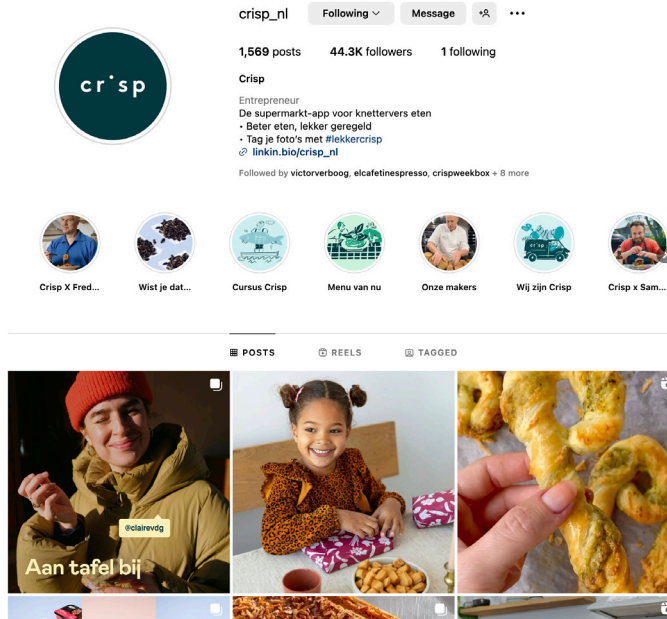 crisp_nl Following Message
1,569 posts 44.3K followers 1 following
cr•sp
Crisp
Entrepreneur
De supermarkt-app voor knettervers eten
• Beter eten, lekker geregeld
• Tag je foto's met #lekkercrisp
linkin.bio/crisp_nl
Followed by victorverboog, elcafetinespresso, crispweekbox + 8 more
Crisp X Fred... Wist je dat... Cursus Crisp Menu van nu Onze makers Wij zijn Crisp Crisp x Sam...
POSTS REELS TAGGED
@clairevdg
Aan tafel bij